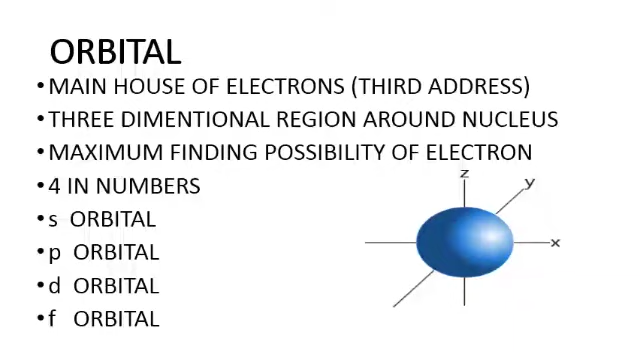 ORBITAL
• MAIN HOUSE OF ELECTRONS (THIRD ADDRESS)
• THREE DIMENTIONAL REGION AROUND NUCLEUS
• MAXIMUM FINDING POSSIBILITY OF ELECTRON
• 4 IN NUMBERS
• s ORBITAL
• p ORBITAL
• d ORBITAL
• f ORBITAL
z
y
x